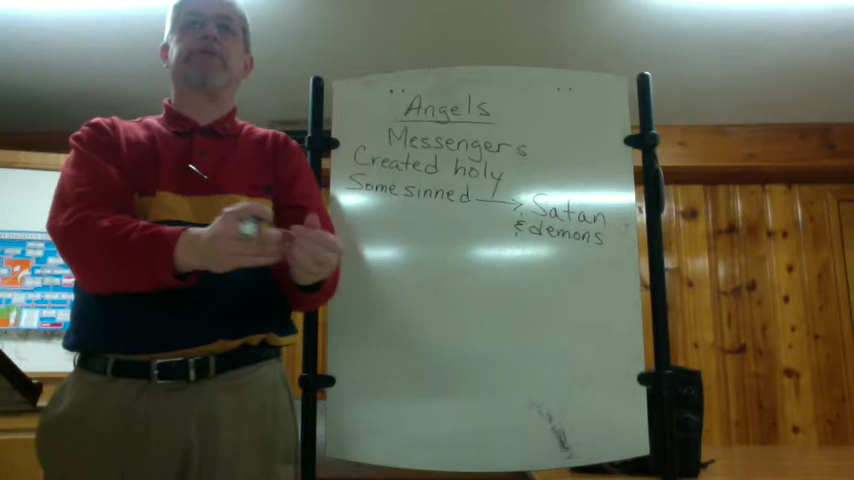 Angels
Messengers
Created holy
Some sinned → Satan
& demons